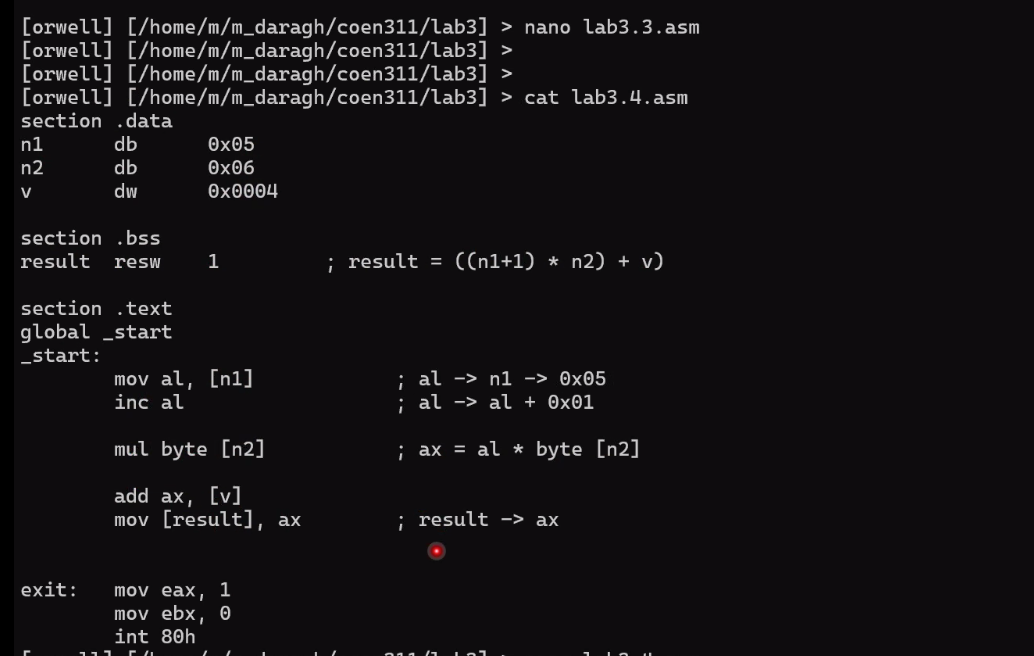 [orwell] [/home/m/m_daragh/coen311/lab3] > nano lab3.3.asm
[orwell] [/home/m/m_daragh/coen311/lab3] >
[orwell] [/home/m/m_daragh/coen311/lab3] >
[orwell] [/home/m/m_daragh/coen311/lab3] > cat lab3.4.asm
section .data
n1      db      0x05
n2      db      0x06
v       dw      0x0004
section .bss
result  resw    1         ; result = ((n1+1) * n2) + v)
section .text
global _start
_start:
        mov al, [n1]            ; al -> n1 -> 0x05
        inc al                  ; al -> al + 0x01
        mul byte [n2]           ; ax = al * byte [n2]
        add ax, [v]
        mov [result], ax        ; result -> ax
exit:   mov eax, 1
        mov ebx, 0
        int 80h